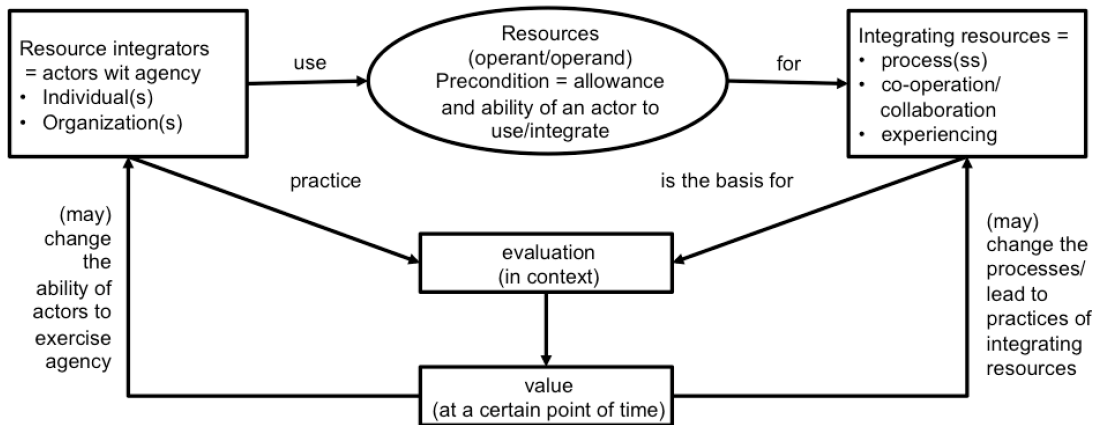 Resource integrators
= actors wit agency
• Individual(s)
• Organization(s)
use
Resources
(operant/operand)
Precondition = allowance
and ability of an actor to
use/integrate
for
Integrating resources =
• process(ss)
• co-operation/
collaboration
• experiencing
practice
is the basis for
(may)
change
the
ability of
actors to
exercise
agency
evaluation
(in context)
(may)
change the
processes/
lead to
practices of
integrating
resources
value
(at a certain point of time)